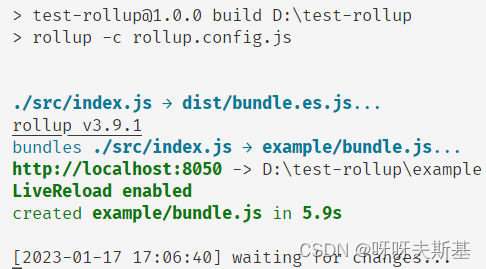 > test-rollup@1.0.0 build D:\test-rollup
> rollup -c rollup.config.js
./src/index.js → dist/bundle.es.js...
rollup v3.9.1
bundles ./src/index.js → example/bundle.js...
http://localhost:8050 -> D:\test-rollup\example
LiveReload enabled
created example/bundle.js in 5.9s
[2023-01-17 17:06:40] waiting for changes...
CSDN @呀呀夫斯基